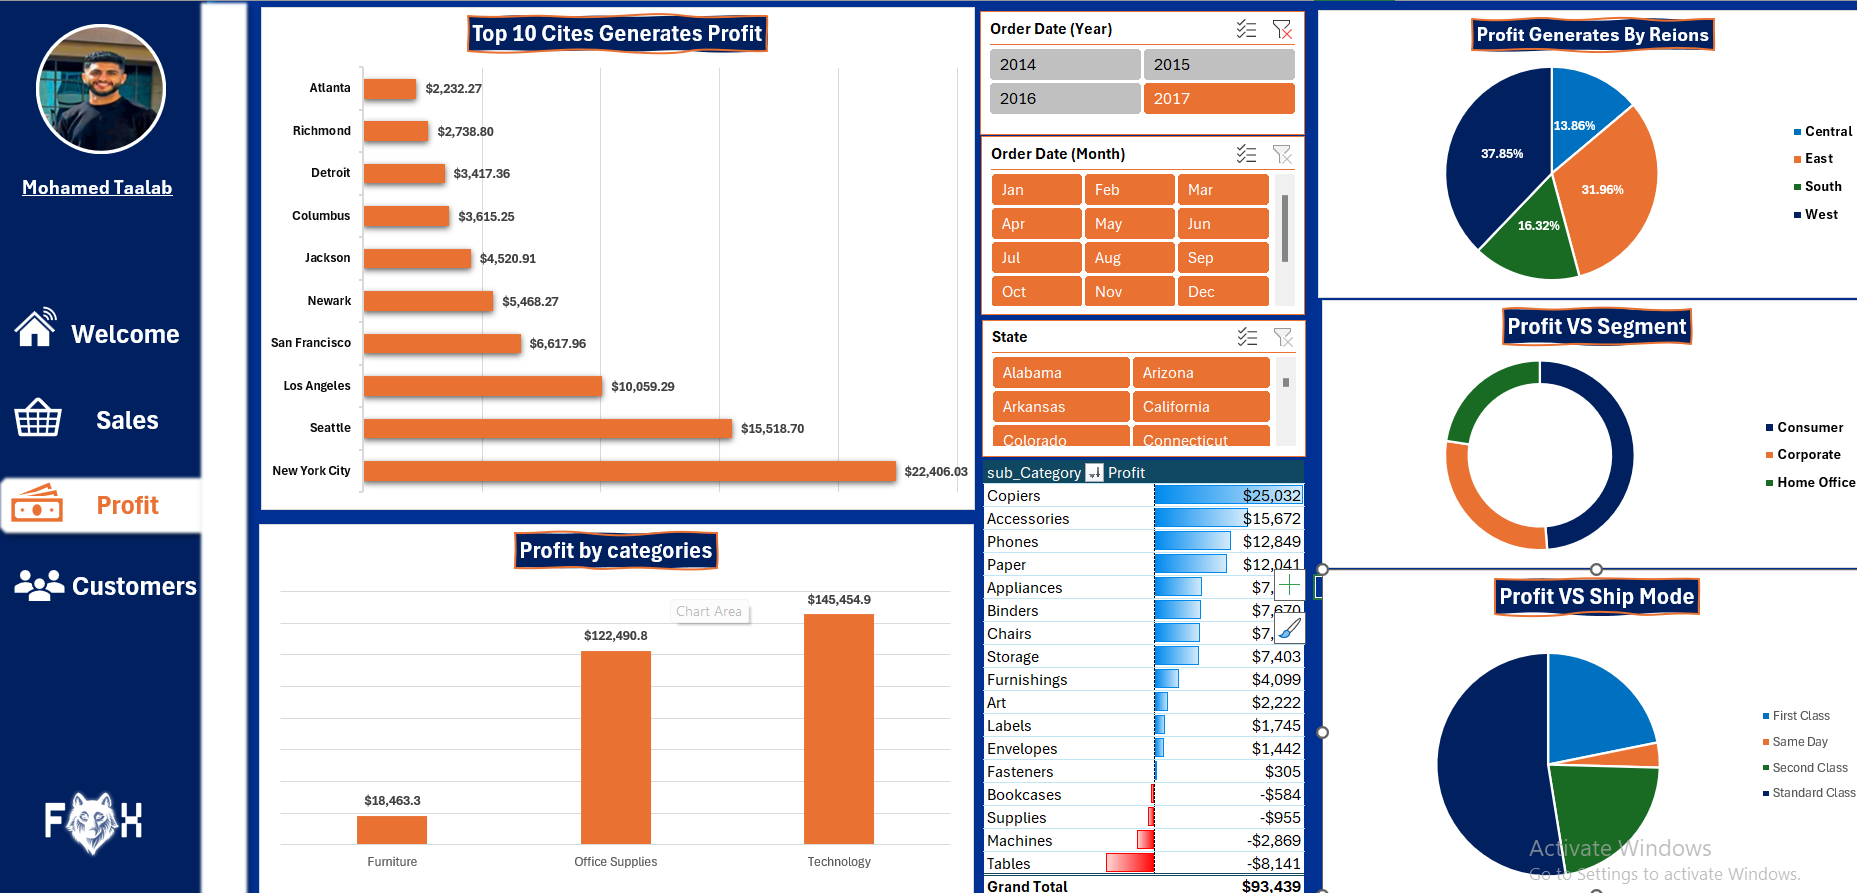 Mohamed Taalab
Welcome
Sales
Profit
Customers
F X
Top 10 Cites Generates Profit
Atlanta $2,232.27
Richmond $2,738.80
Detroit $3,417.36
Columbus $3,615.25
Jackson $4,520.91
Newark $5,468.27
San Francisco $6,617.96
Los Angeles $10,059.29
Seattle $15,518.70
New York City $22,406.03
Profit by categories
Chart Area
$18,463.3
$122,490.8
$145,454.9
Furniture Office Supplies Technology
Order Date (Year)
2014 2015
2016 2017
Order Date (Month)
Jan Feb Mar
Apr May Jun
Jul Aug Sep
Oct Nov Dec
State
Alabama Arizona
Arkansas California
Colorado Connecticut
sub_Category Profit
Copiers $25,032
Accessories $15,672
Phones $12,849
Paper $12,041
Appliances $7,
Binders $7,670
Chairs $7,
Storage $7,403
Furnishings $4,099
Art $2,222
Labels $1,745
Envelopes $1,442
Fasteners $305
Bookcases -$584
Supplies -$955
Machines -$2,869
Tables -$8,141
Grand Total $93,439
Profit Generates By Reions
13.86%
37.85%
31.96%
16.32%
Central
East
South
West
Profit VS Segment
Consumer
Corporate
Home Office
Profit VS Ship Mode
First Class
Same Day
Second Class
Standard Class
Activate Windows
Go to Settings to activate Windows.